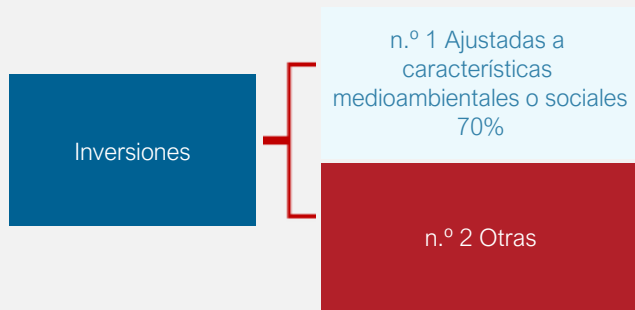 Inversiones
n.º 1 Ajustadas a
características
medioambientales o sociales
70%
n.º 2 Otras